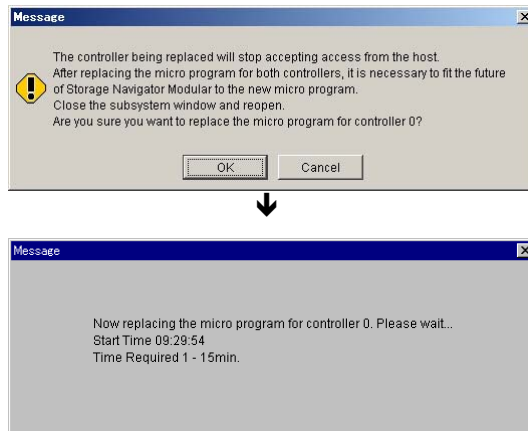 Message
The controller being replaced will stop accepting access from the host.
After replacing the micro program for both controllers, it is necessary to fit the future
of Storage Navigator Modular to the new micro program.
Close the subsystem window and reopen.
Are you sure you want to replace the micro program for controller 0?
OK
Cancel
Message
Now replacing the micro program for controller 0. Please wait...
Start Time 09:29:54
Time Required 1 - 15min.